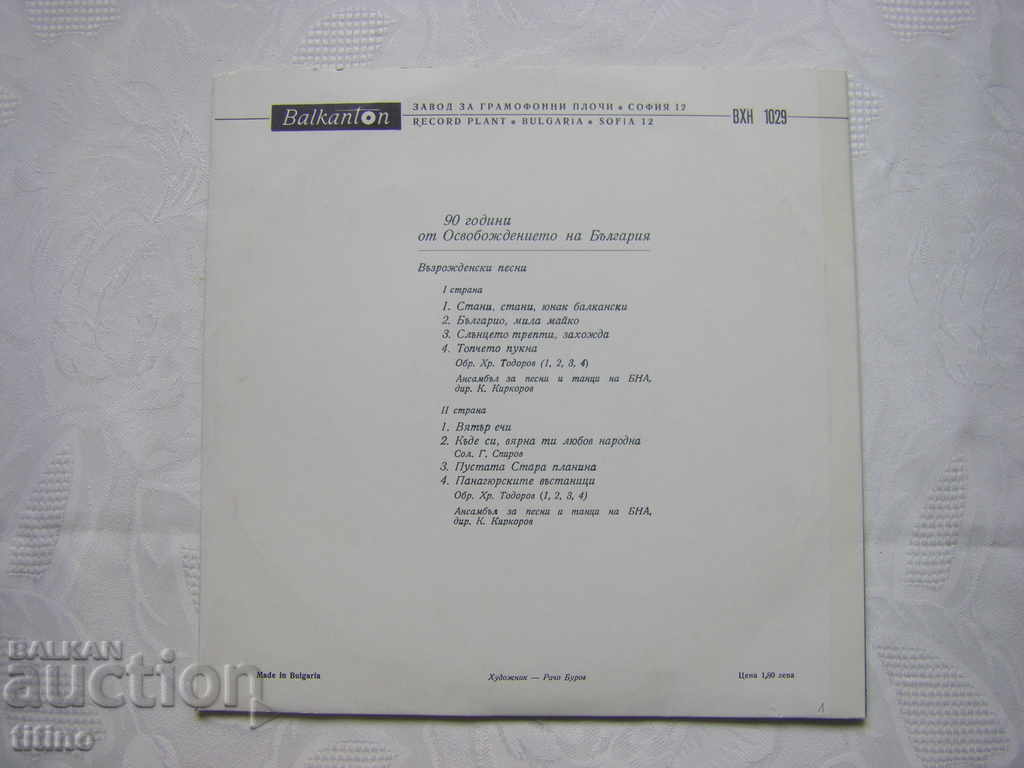 Balkanton
ЗАВОД ЗА ГРАМОФОННИ ПЛОЧИ • СОФИЯ 12
RECORD PLANT • BULGARIA • SOFIA 12
ВХН 1029
90 години
от Освобождението на България
Възрожденски песни
I страна
1. Стани, стани, юнак балкански
2. Българио, мила майко
3. Слънцето трепти, захожда
4. Топчето пукна
Обр. Хр. Тодоров (1, 2, 3, 4)
Ансамбъл за песни и танци на БНА,
дир. К. Киркоров
II страна
1. Вятър ечи
2. Къде си, вярна ти любов народна
Сол. Г. Спиров
3. Пустата Стара планина
4. Панагюрските въстаници
Обр. Хр. Тодоров (1, 2, 3, 4)
Ансамбъл за песни и танци на БНА,
дир. К. Киркоров
Made in Bulgaria
Художник — Рачо Буров
Цена 1,90 лева
BALKAN
auction
titino